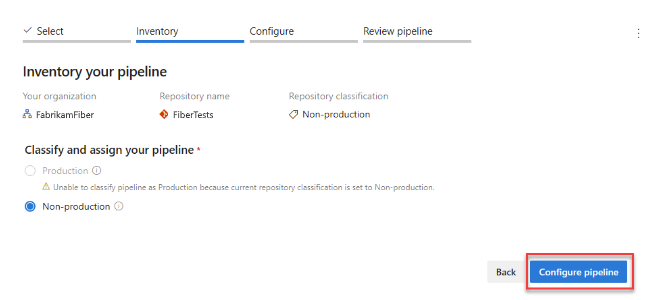 Select Inventory Configure Review pipeline
Inventory your pipeline
Your organization Repository name Repository classification
FabrikamFiber FiberTests Non-production
Classify and assign your pipeline *
Production
Unable to classify pipeline as Production because current repository classification is set to Non-production.
Non-production
Back Configure pipeline